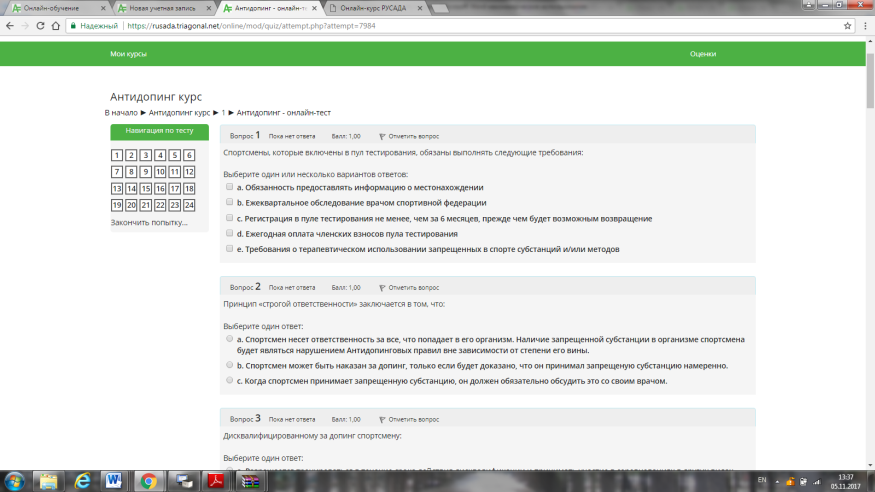 Онлайн-обучение
Новая учетная запись
Антидопинг - онлайн-т
Онлайн-курс РУСАДА
Надежный | https://rusada.triagonal.net/online/mod/quiz/attempt.php?attempt=7984
Мои курсы Оценки
Антидопинг курс
В начало ► Антидопинг курс ► 1 ► Антидопинг - онлайн-тест
Навигация по тесту
1 2 3 4 5 6
7 8 9 10 11 12
13 14 15 16 17 18
19 20 21 22 23 24
Закончить попытку...
Вопрос 1 Пока нет ответа Балл: 1,00 Отметить вопрос
Спортсмены, которые включены в пул тестирования, обязаны выполнять следующие требования:
Выберите один или несколько вариантов ответов:
a. Обязанность предоставлять информацию о местонахождении
b. Ежеквартальное обследование врачом спортивной федерации
c. Регистрация в пуле тестирования не менее, чем за 6 месяцев, прежде чем будет возможным возвращение
d. Ежегодная оплата членских взносов пула тестирования
e. Требования о терапевтическом использовании запрещенных в спорте субстанций и/или методов
Вопрос 2 Пока нет ответа Балл: 1,00 Отметить вопрос
Принцип «строгой ответственности» заключается в том, что:
Выберите один ответ:
a. Спортсмен несет ответственность за все, что попадает в его организм. Наличие запрещенной субстанции в организме спортсмена
будет являться нарушением Антидопинговых правил вне зависимости от степени его вины.
b. Спортсмен может быть наказан за допинг, только если будет доказано, что он принимал запрещеную субстанцию намеренно.
c. Когда спортсмен принимает запрещенную субстанцию, он должен обязательно обсудить это со своим врачом.
Вопрос 3 Пока нет ответа Балл: 1,00 Отметить вопрос
Дисквалифицированному за допинг спортсмену:
Выберите один ответ:
EN
13:37
05.11.2017